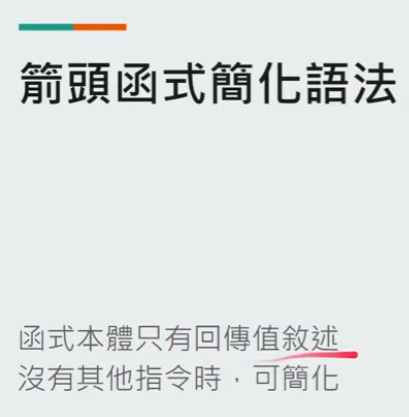 箭頭函式簡化語法
函式本體只有回傳值敘述
沒有其他指令時，可簡化